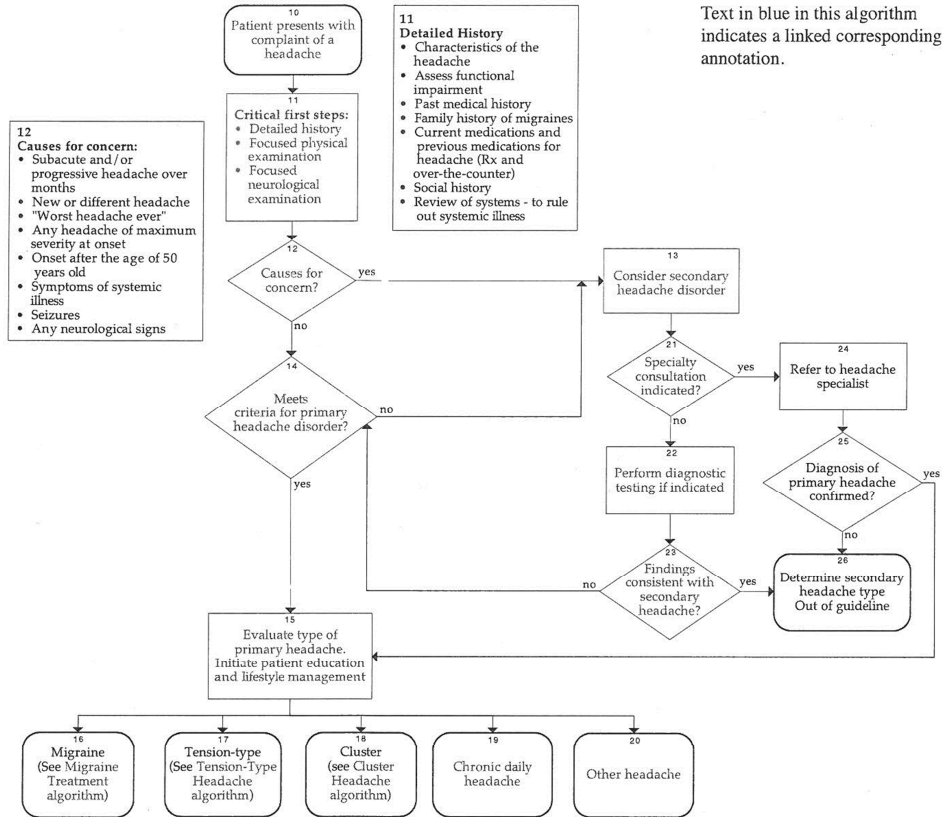 10
Patient presents with
complaint of a
headache
11
Detailed History
• Characteristics of the
headache
• Assess functional
impairment
• Past medical history
• Family history of migraines
• Current medications and
previous medications for
headache (Rx and
over-the-counter)
• Social history
• Review of systems - to rule
out systemic illness
Text in blue in this algorithm
indicates a linked corresponding
annotation.
11
Critical first steps:
• Detailed history
• Focused physical
examination
• Focused
neurological
examination
12
Causes for concern:
• Subacute and/or
progressive headache over
months
• New or different headache
• "Worst headache ever"
• Any headache of maximum
severity at onset
• Onset after the age of 50
years old
• Symptoms of systemic
illness
• Seizures
• Any neurological signs
12
Causes for
concern?
yes
no
13
Consider secondary
headache disorder
14
Meets
criteria for primary
headache disorder?
no
yes
21
Specialty
consultation
indicated?
yes
no
24
Refer to headache
specialist
22
Perform diagnostic
testing if indicated
25
Diagnosis of
primary headache
confirmed?
yes
no
23
Findings
consistent with
secondary
headache?
no
yes
26
Determine secondary
headache type
Out of guideline
15
Evaluate type of
primary headache.
Initiate patient education
and lifestyle management
16
Migraine
(See Migraine
Treatment
algorithm)
17
Tension-type
(See Tension-Type
Headache
algorithm)
18
Cluster
(see Cluster
Headache
algorithm)
19
Chronic daily
headache
20
Other headache